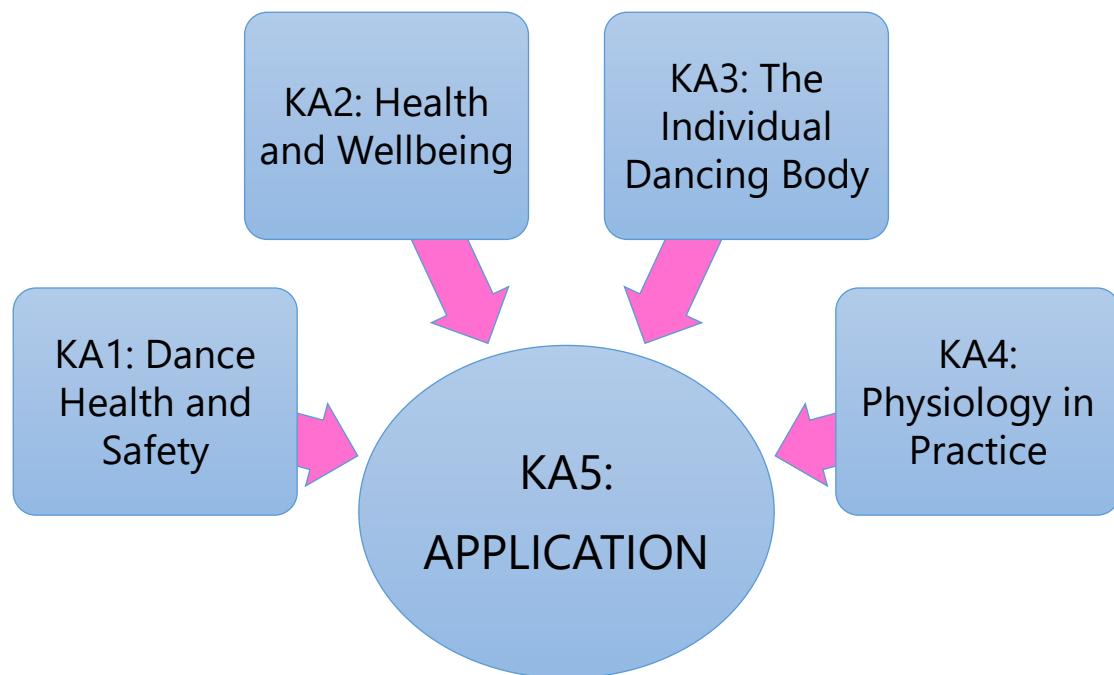 KA1: Dance
Health and
Safety
KA2: Health
and Wellbeing
KA3: The
Individual
Dancing Body
KA4:
Physiology in
Practice
KA5:
APPLICATION